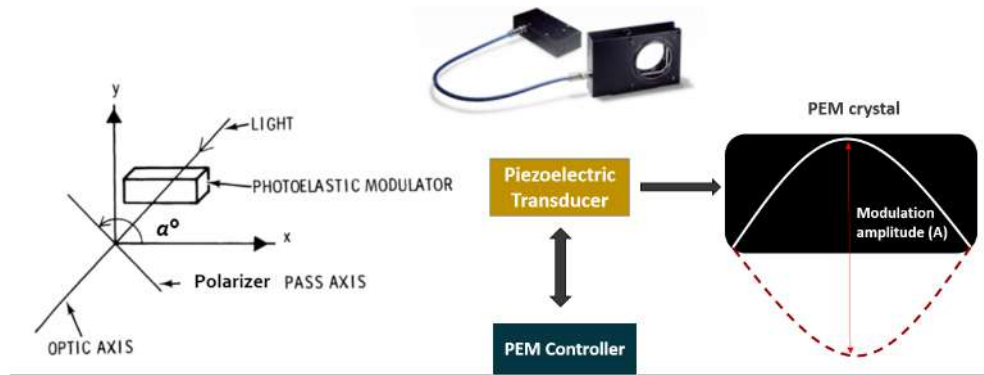 y
LIGHT
PHOTOELASTIC MODULATOR
α°
x
Polarizer PASS AXIS
OPTIC AXIS
Piezoelectric
Transducer
PEM Controller
PEM crystal
Modulation
amplitude (A)